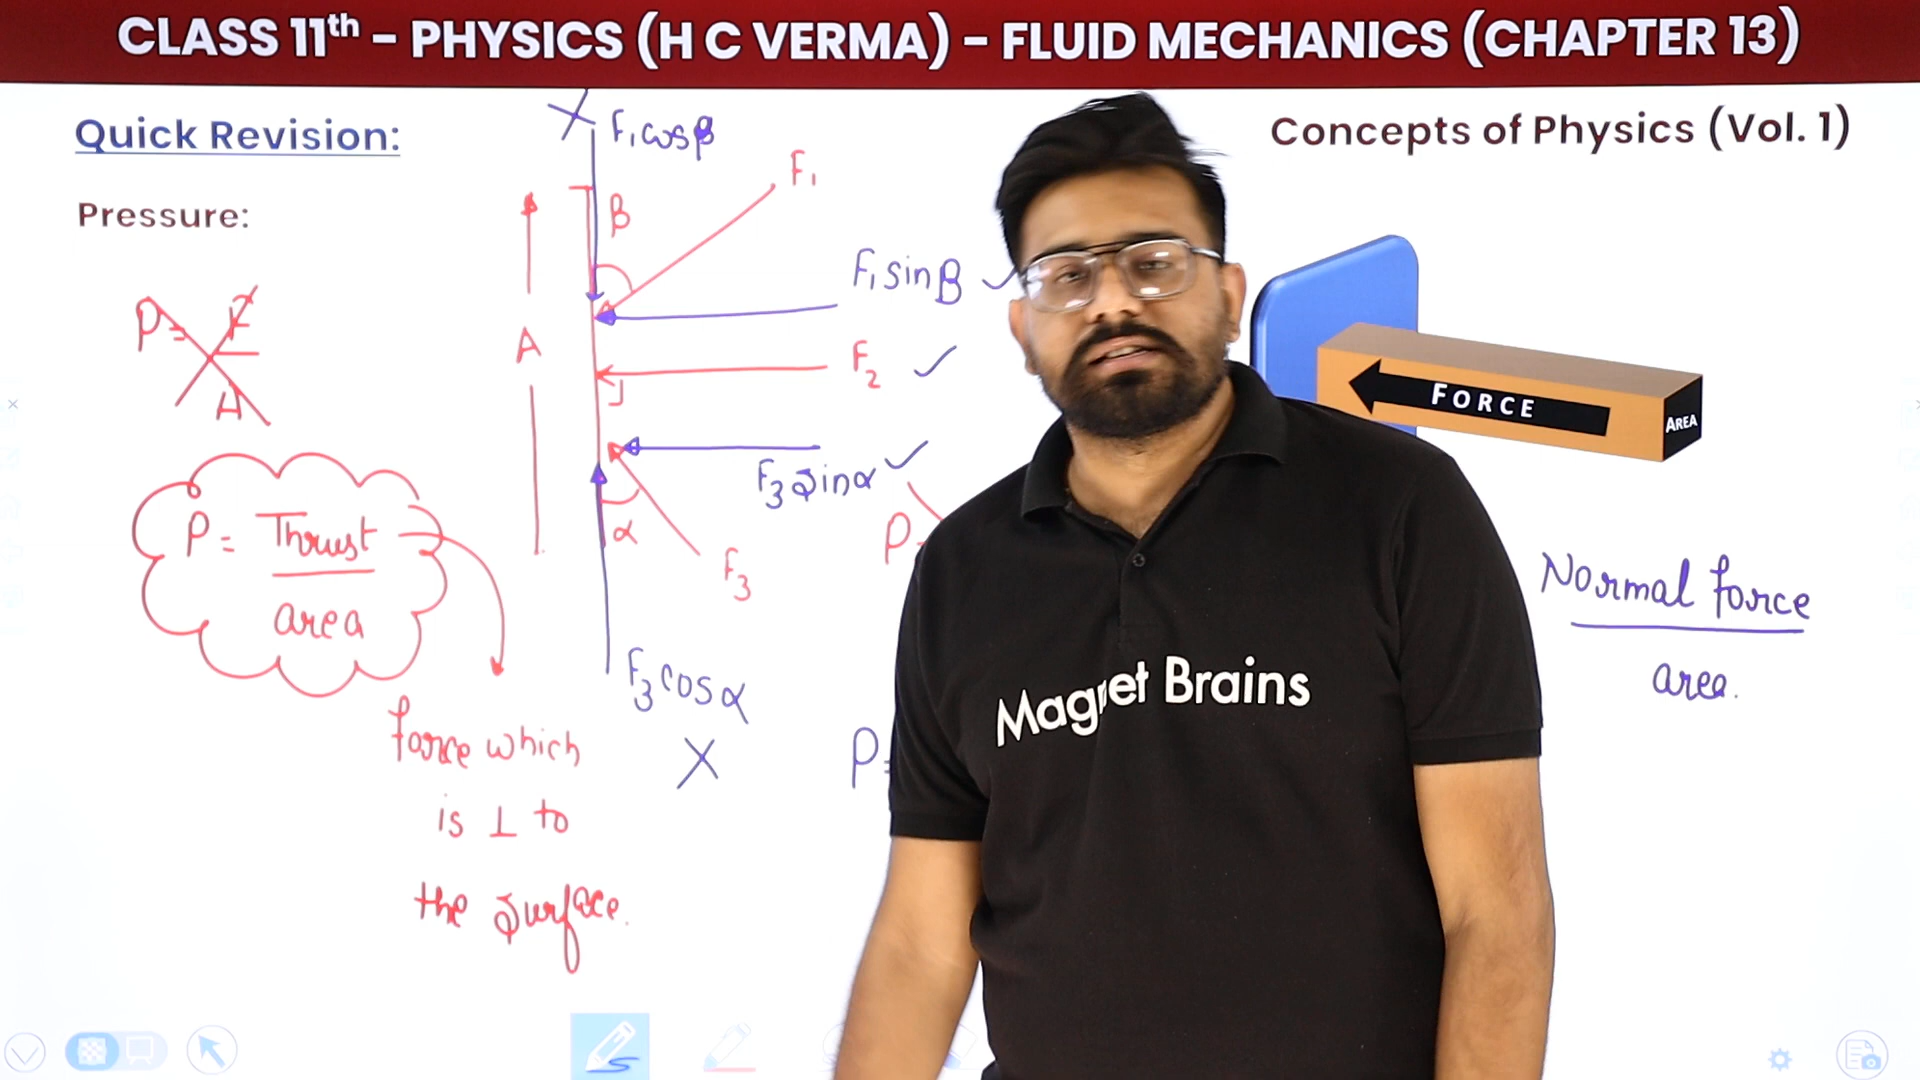 CLASS 11th - PHYSICS (H C VERMA) - FLUID MECHANICS (CHAPTER 13)
Quick Revision:
Concepts of Physics (Vol. 1)
Pressure:
F₁cosβ
F₁
β
F₁sinβ
A
F₂
P = F
A
F₃sinα
α
F₃
P
P = Thrust
area
F₃cosα
force which
is ⊥ to
the surface.
P=
Normal force
area.
FORCE
AREA
Magnet Brains